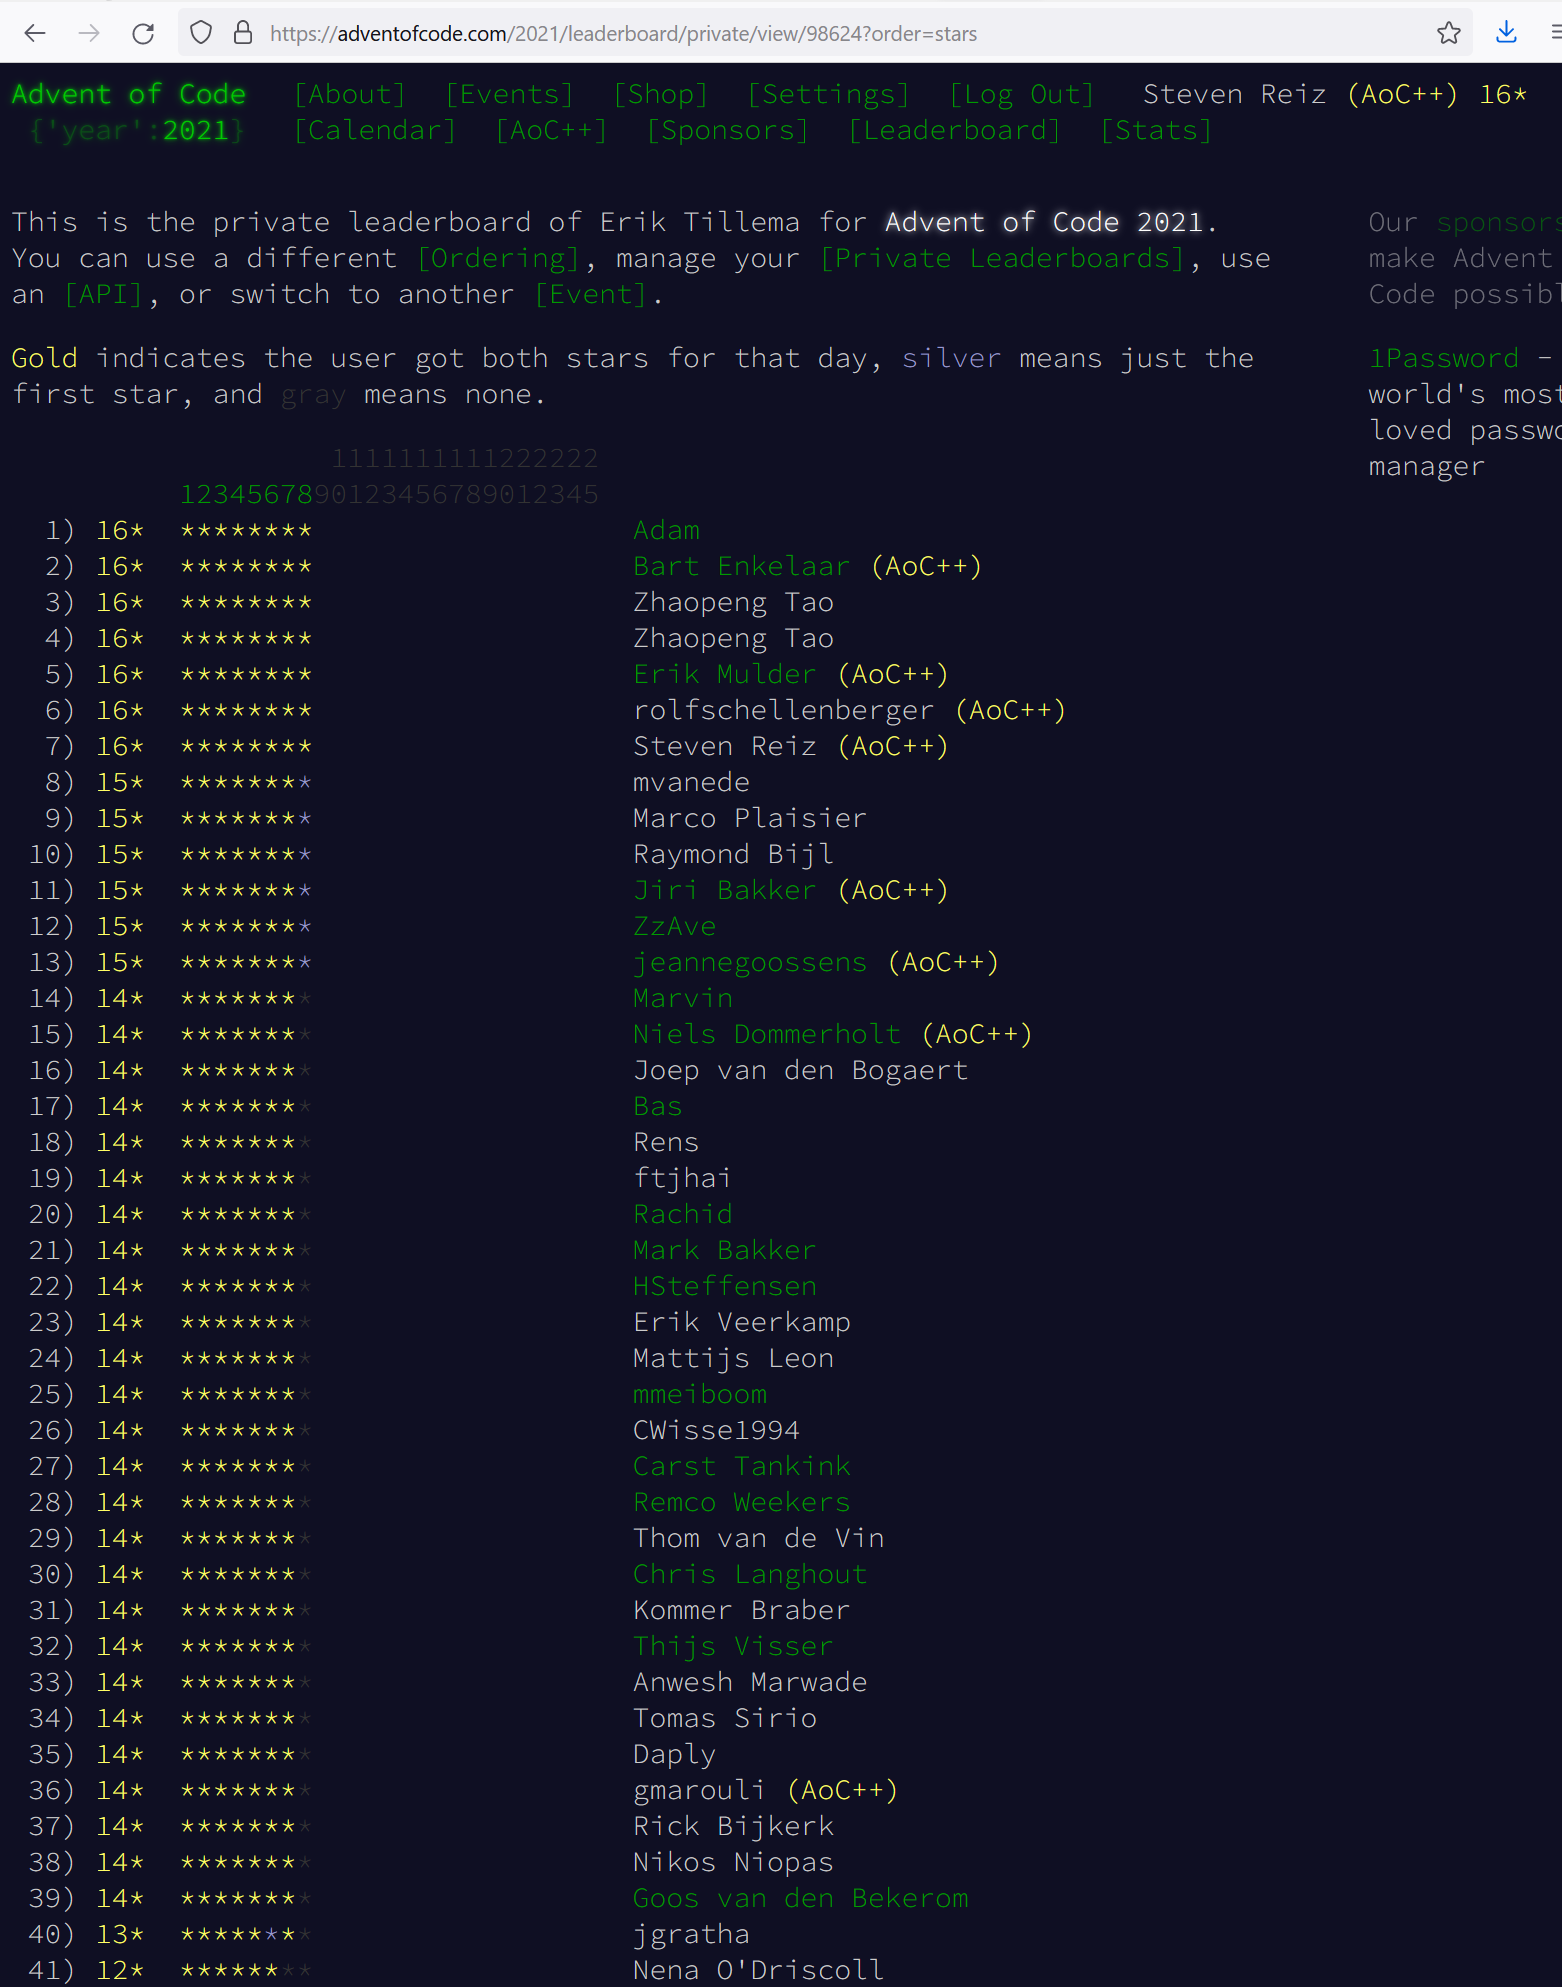 https://adventofcode.com/2021/leaderboard/private/view/98624?order=stars
Advent of Code [About] [Events] [Shop] [Settings] [Log Out] Steven Reiz (AoC++) 16*
{'year':2021} [Calendar] [AoC++] [Sponsors] [Leaderboard] [Stats]
This is the private leaderboard of Erik Tillema for Advent of Code 2021.
You can use a different [Ordering], manage your [Private Leaderboards], use
an [API], or switch to another [Event].
Gold indicates the user got both stars for that day, silver means just the
first star, and gray means none.
Our sponsors
make Advent
Code possibl
1Password -
world's most
loved passwo
manager
1111111111222222
1234567890123456789012345
1) 16* ******** Adam
2) 16* ******** Bart Enkelaar (AoC++)
3) 16* ******** Zhaopeng Tao
4) 16* ******** Zhaopeng Tao
5) 16* ******** Erik Mulder (AoC++)
6) 16* ******** rolfschellenberger (AoC++)
7) 16* ******** Steven Reiz (AoC++)
8) 15* ******** mvanede
9) 15* ******** Marco Plaisier
10) 15* ******** Raymond Bijl
11) 15* ******** Jiri Bakker (AoC++)
12) 15* ******** ZzAve
13) 15* ******** jeannegoossens (AoC++)
14) 14* ******** Marvin
15) 14* ******** Niels Dommerholt (AoC++)
16) 14* ******** Joep van den Bogaert
17) 14* ******** Bas
18) 14* ******** Rens
19) 14* ******** ftjhai
20) 14* ******** Rachid
21) 14* ******** Mark Bakker
22) 14* ******** HSteffensen
23) 14* ******** Erik Veerkamp
24) 14* ******** Mattijs Leon
25) 14* ******** mmeiboom
26) 14* ******** CWisse1994
27) 14* ******** Carst Tankink
28) 14* ******** Remco Weekers
29) 14* ******** Thom van de Vin
30) 14* ******** Chris Langhout
31) 14* ******** Kommer Braber
32) 14* ******** Thijs Visser
33) 14* ******** Anwesh Marwade
34) 14* ******** Tomas Sirio
35) 14* ******** Daply
36) 14* ******** gmarouli (AoC++)
37) 14* ******** Rick Bijkerk
38) 14* ******** Nikos Niopas
39) 14* ******** Goos van den Bekerom
40) 13* ******** jgratha
41) 12* ******** Nena O'Driscoll